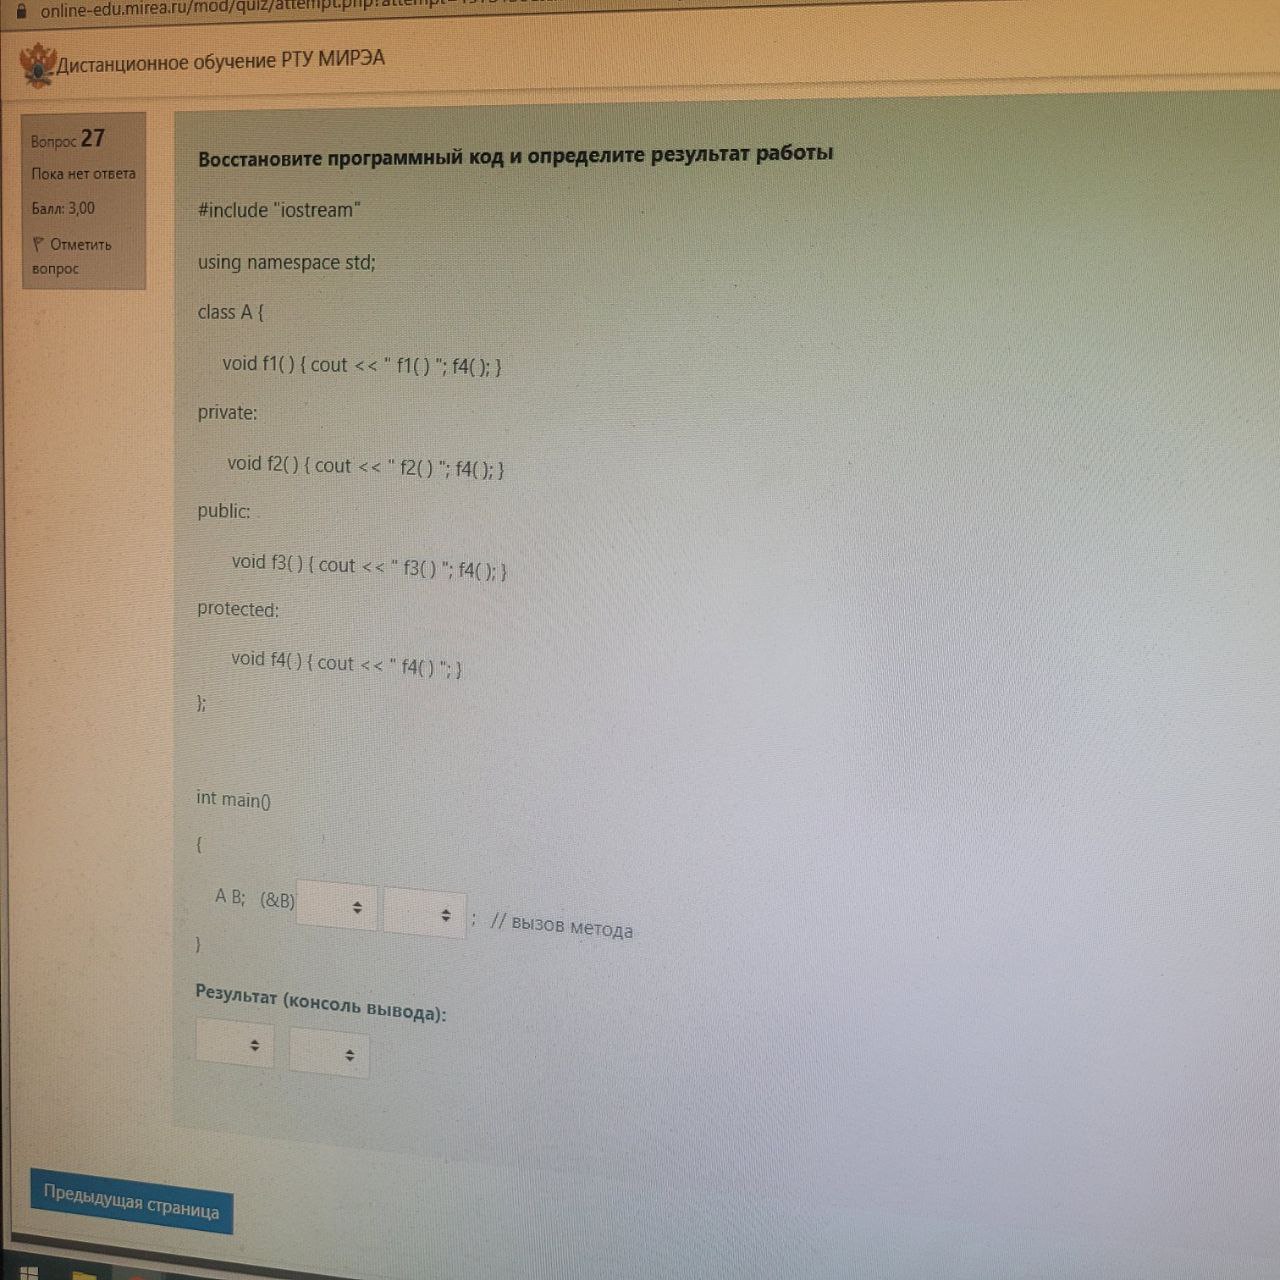 online-edu.mirea.ru/mod/quiz/attempt.php?attempt=
Дистанционное обучение РТУ МИРЭА
Вопрос 27
Пока нет ответа
Балл: 3,00
Отметить
вопрос
Восстановите программный код и определите результат работы
#include "iostream"
using namespace std;
class A {
void f1( ) { cout << " f1( ) "; f4( ); }
private:
void f2( ) { cout << " f2( ) "; f4( ); }
public:
void f3( ) { cout << " f3( ) "; f4( ); }
protected:
void f4( ) { cout << " f4( ) "; }
};
int main()
{
A B; (&B) ; // вызов метода
}
Результат (консоль вывода):
Предыдущая страница